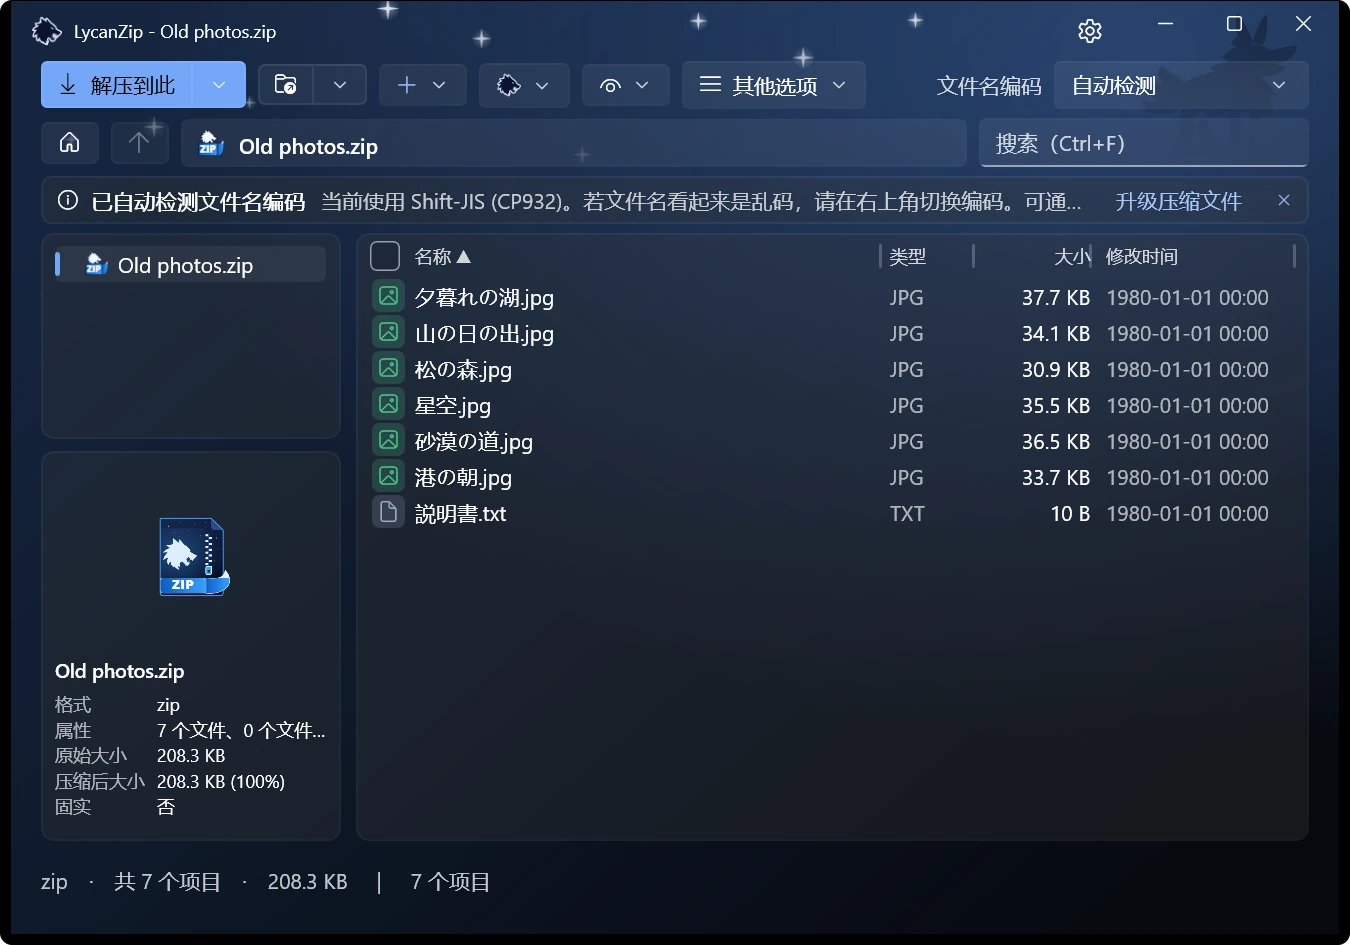 LycanZip - Old photos.zip
解压到此
其他选项
文件名编码
自动检测
ZIP
Old photos.zip
搜索（Ctrl+F）
已自动检测文件名编码 当前使用 Shift-JIS (CP932)。若文件名看起来是乱码，请在右上角切换编码。可通... 升级压缩文件
ZIP
Old photos.zip
名称 类型 大小 修改时间
夕暮れの湖.jpg JPG 37.7 KB 1980-01-01 00:00
山の日の出.jpg JPG 34.1 KB 1980-01-01 00:00
松の森.jpg JPG 30.9 KB 1980-01-01 00:00
星空.jpg JPG 35.5 KB 1980-01-01 00:00
砂漠の道.jpg JPG 36.5 KB 1980-01-01 00:00
港の朝.jpg JPG 33.7 KB 1980-01-01 00:00
説明書.txt TXT 10 B 1980-01-01 00:00
ZIP
Old photos.zip
格式 zip
属性 7 个文件、0 个文件...
原始大小 208.3 KB
压缩后大小 208.3 KB (100%)
固实 否
zip · 共 7 个项目 · 208.3 KB | 7 个项目